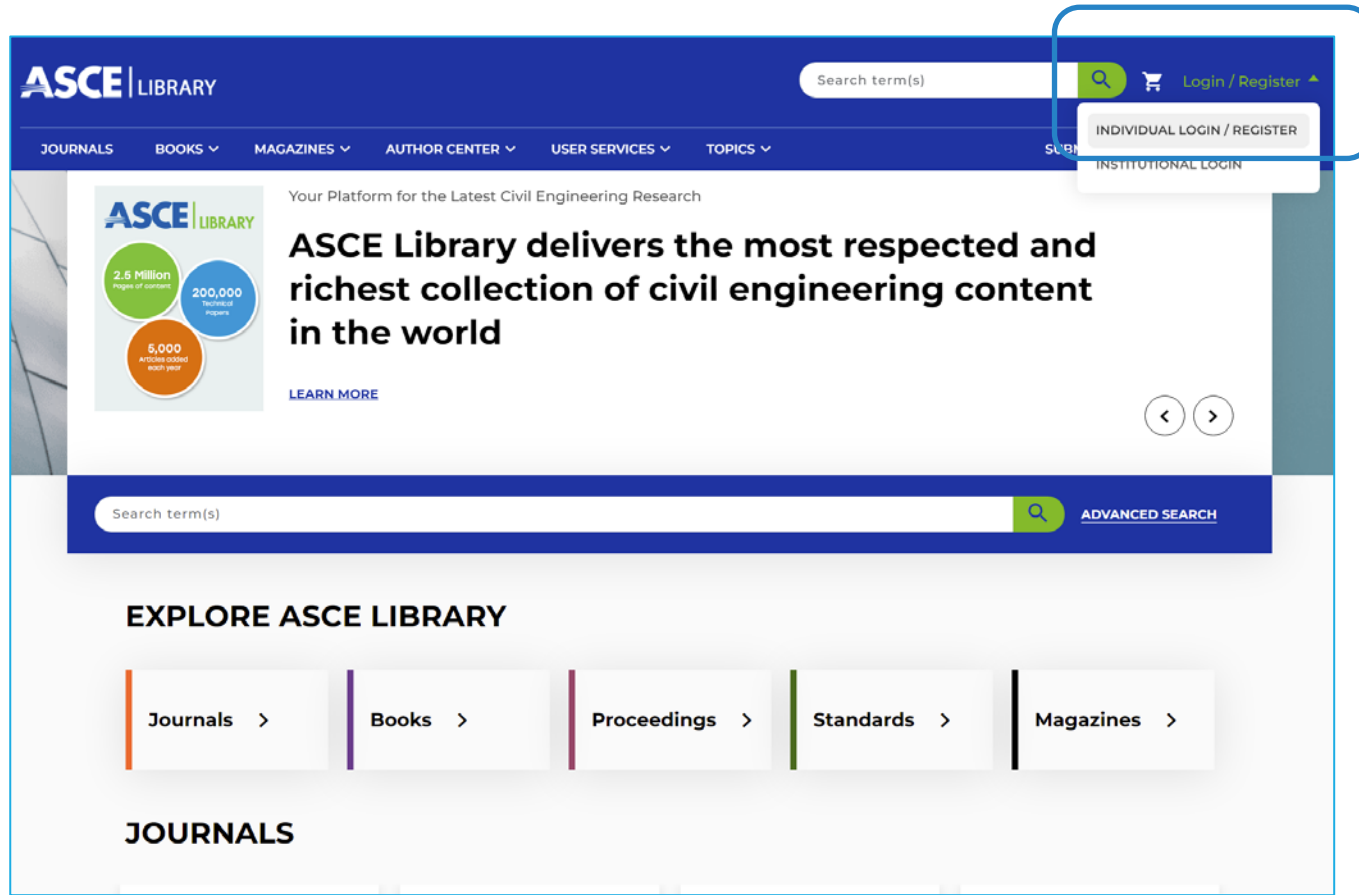 ASCE LIBRARY
Search term(s)
Login / Register
INDIVIDUAL LOGIN / REGISTER
INSTITUTIONAL LOGIN
JOURNALS BOOKS MAGAZINES AUTHOR CENTER USER SERVICES TOPICS
ASCE LIBRARY
2.5 Million
Pages of content
200,000
Technical
Papers
5,000
Articles added
each year
Your Platform for the Latest Civil Engineering Research
ASCE Library delivers the most respected and
richest collection of civil engineering content
in the world
LEARN MORE
Search term(s)
ADVANCED SEARCH
EXPLORE ASCE LIBRARY
Journals
Books
Proceedings
Standards
Magazines
JOURNALS